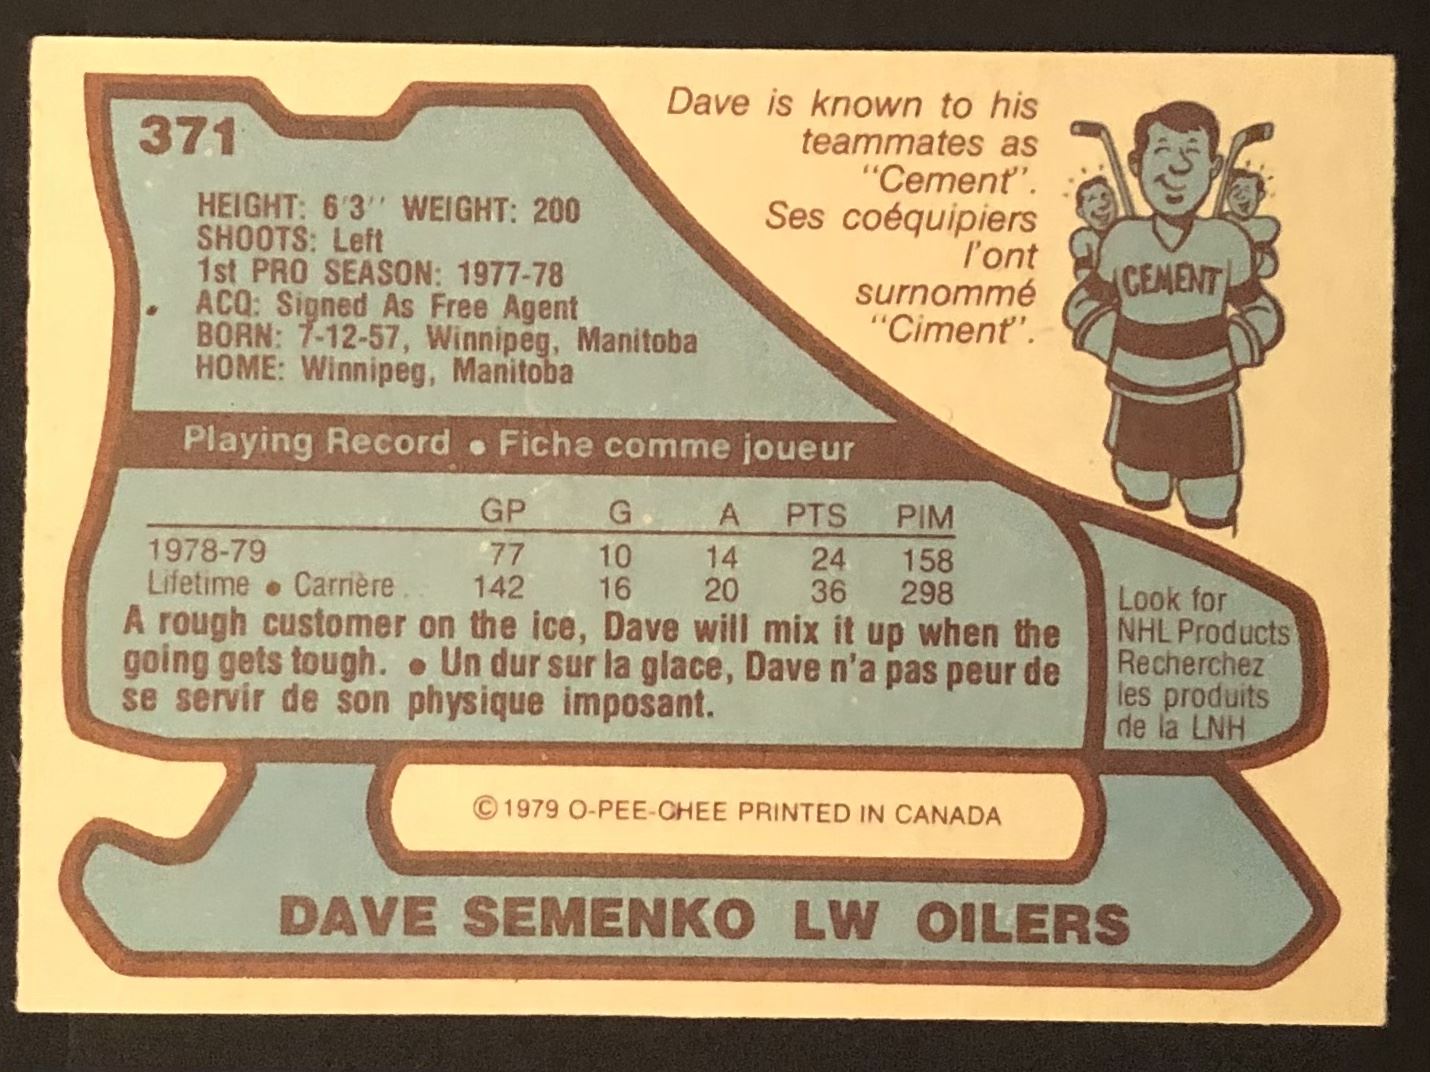 371
HEIGHT: 6'3" WEIGHT: 200
SHOOTS: Left
1st PRO SEASON: 1977-78
ACQ: Signed As Free Agent
BORN: 7-12-57, Winnipeg, Manitoba
HOME: Winnipeg, Manitoba
Dave is known to his
teammates as
"Cement".
Ses coéquipiers
l'ont
surnommé
"Ciment".
CEMENT
Playing Record • Fiche comme joueur
GP G A PTS PIM
1978-79 77 10 14 24 158
Lifetime • Carrière 142 16 20 36 298
A rough customer on the ice, Dave will mix it up when the
going gets tough. • Un dur sur la glace, Dave n'a pas peur de
se servir de son physique imposant.
Look for
NHL Products
Recherchez
les produits
de la LNH
© 1979 O-PEE-CHEE PRINTED IN CANADA
DAVE SEMENKO LW OILERS